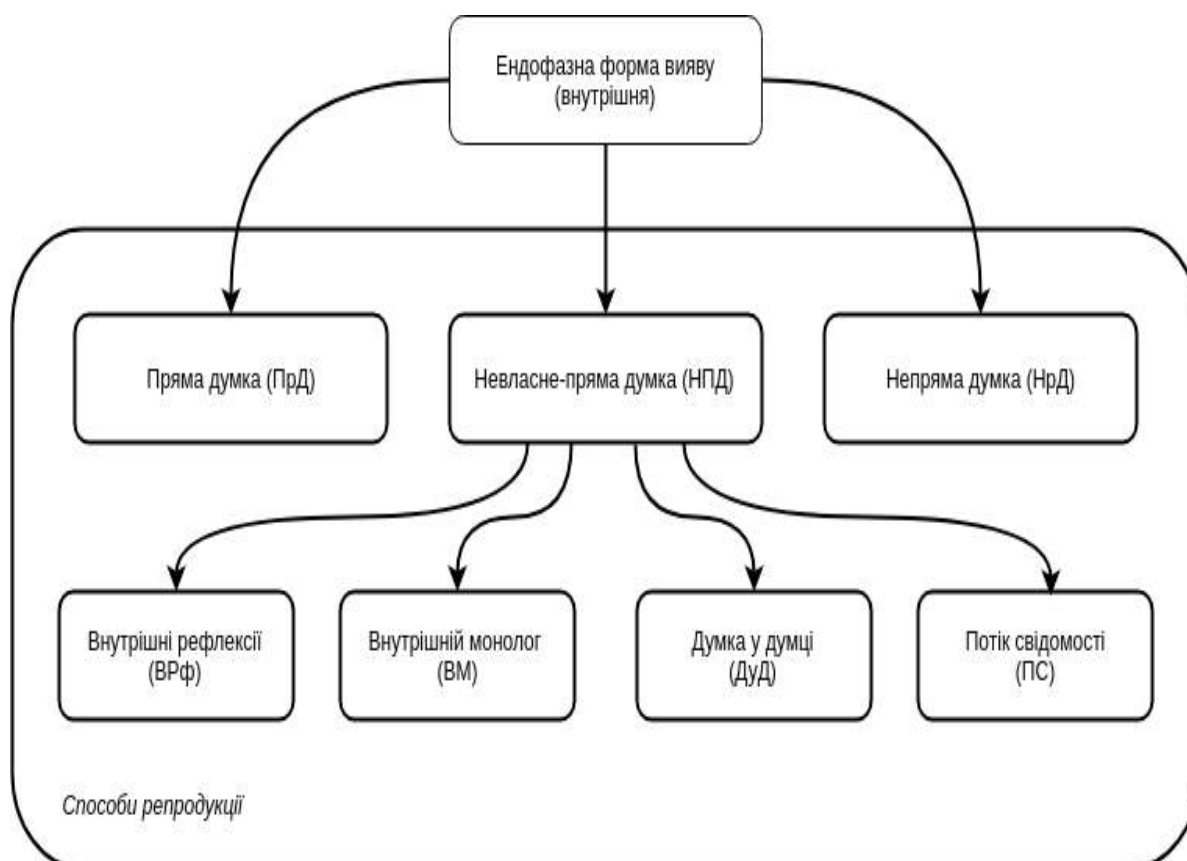 Ендофазна форма вияву
(внутрішня)
Пряма думка (ПрД)
Невласне-пряма думка (НПД)
Непряма думка (НрД)
Внутрішні рефлексії
(ВРф)
Внутрішній монолог
(ВМ)
Думка у думці
(ДуД)
Потік свідомості
(ПС)
Способи репродукції